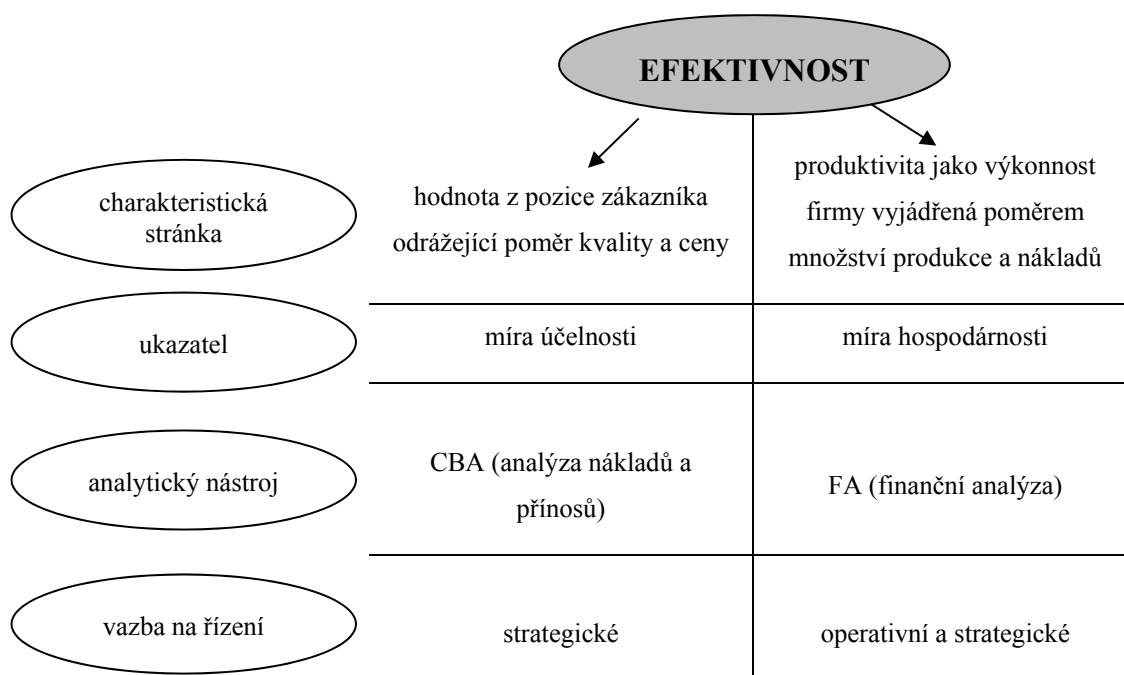 EFEKTIVNOST
charakteristická
stránka
hodnota z pozice zákazníka
odrážející poměr kvality a ceny
produktivita jako výkonnost
firmy vyjádřená poměrem
množství produkce a nákladů
ukazatel
míra účelnosti
míra hospodárnosti
analytický nástroj
CBA (analýza nákladů a
přínosů)
FA (finanční analýza)
vazba na řízení
strategické
operativní a strategické